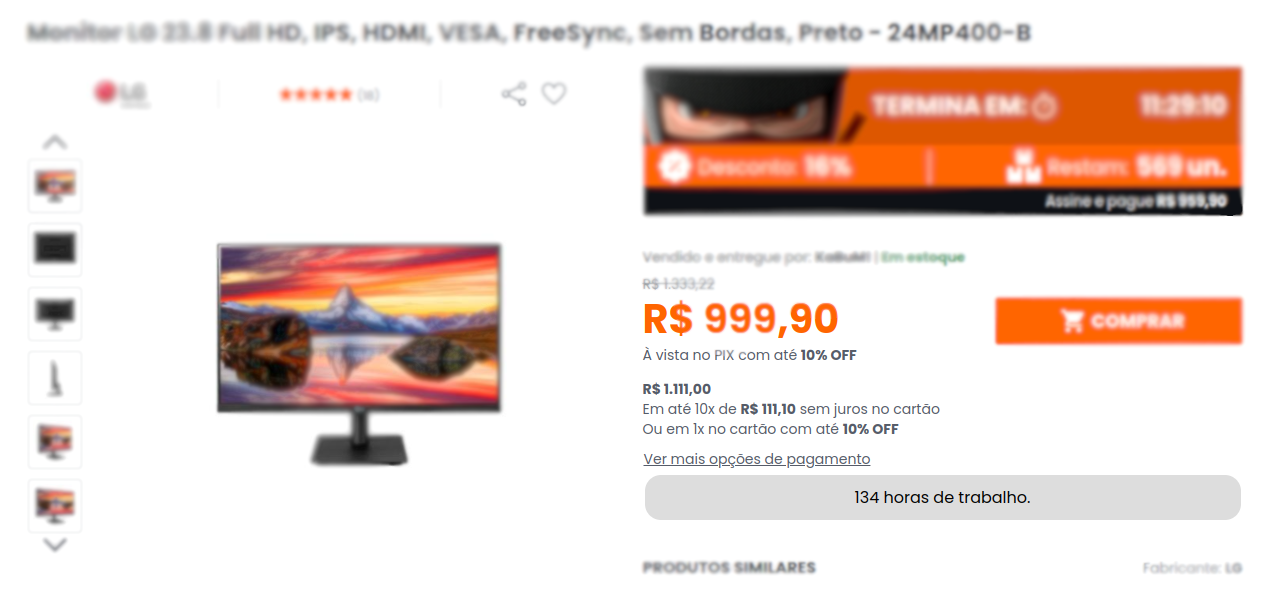 Monitor LG 23.8 Full HD, IPS, HDMI, VESA, FreeSync, Sem Bordas, Preto - 24MP400-B
LG
TERMINA EM: 11:29:10
Desconto: 16% Restam: 569 un.
Assine e pague R$ 959,90
Vendido e entregue por: KaBuM! | Em estoque
R$ 1.333,22
R$ 999,90
COMPRAR
À vista no PIX com até 10% OFF
R$ 1.111,00
Em até 10x de R$ 111,10 sem juros no cartão
Ou em 1x no cartão com até 10% OFF
Ver mais opções de pagamento
134 horas de trabalho.
PRODUTOS SIMILARES
Fabricante: LG